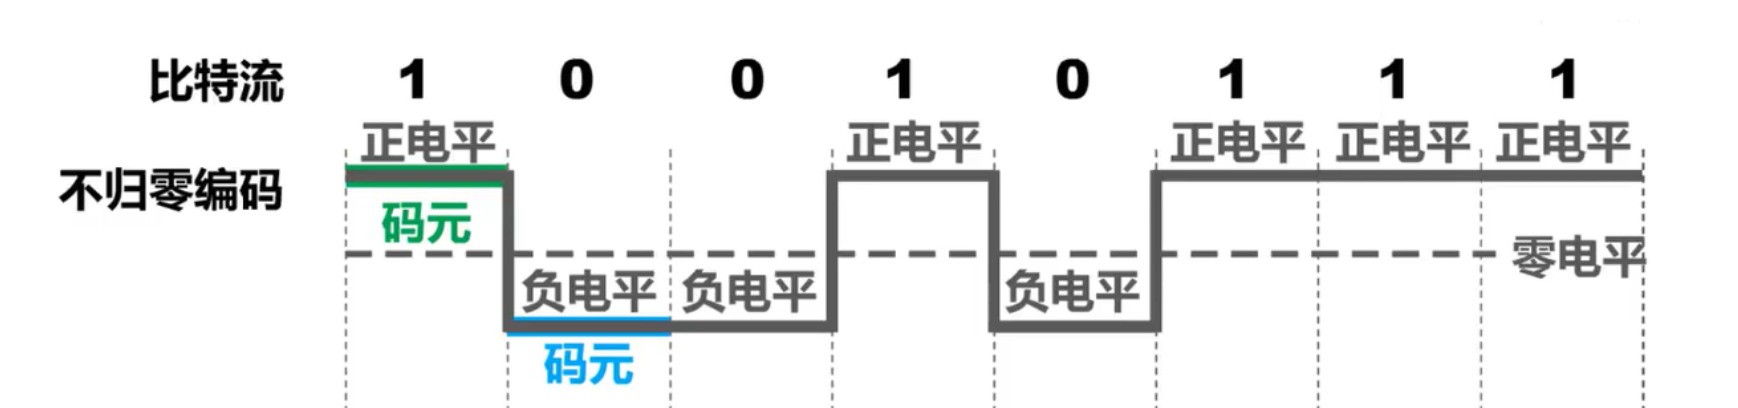 比特流 1 0 0 1 0 1 1 1
正电平 正电平 正电平 正电平 正电平
不归零编码
码元
零电平
负电平 负电平 负电平
码元